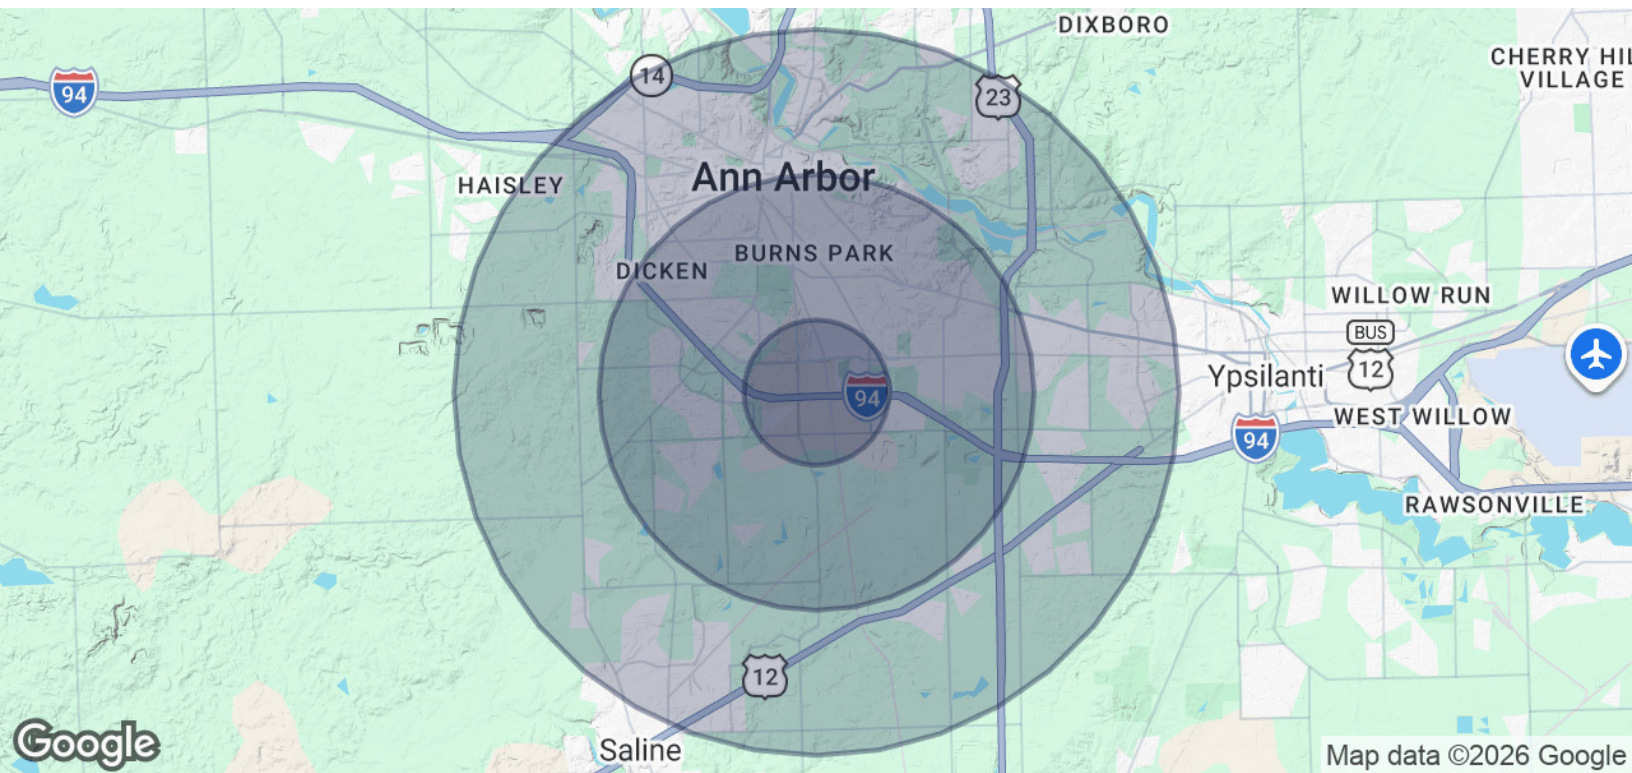 DIXBORO
CHERRY HIL
VILLAGE
94
14
23
Ann Arbor
HAISLEY
BURNS PARK
DICKEN
WILLOW RUN
BUS
12
Ypsilanti
94
WEST WILLOW
94
RAWSONVILLE
12
Saline
Google
Map data ©2026 Google